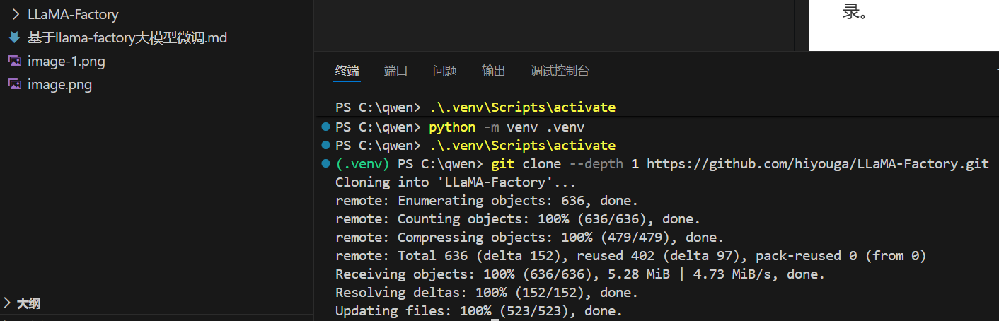 LLaMA-Factory
基于llama-factory大模型微调.md
image-1.png
image.png
大纲
录。
终端 端口 问题 输出 调试控制台
PS C:\qwen> .\.venv\Scripts\activate
PS C:\qwen> python -m venv .venv
PS C:\qwen> .\.venv\Scripts\activate
(.venv) PS C:\qwen> git clone --depth 1 https://github.com/hiyouga/LLaMA-Factory.git
Cloning into 'LLaMA-Factory'...
remote: Enumerating objects: 636, done.
remote: Counting objects: 100% (636/636), done.
remote: Compressing objects: 100% (479/479), done.
remote: Total 636 (delta 152), reused 402 (delta 97), pack-reused 0 (from 0)
Receiving objects: 100% (636/636), 5.28 MiB | 4.73 MiB/s, done.
Resolving deltas: 100% (152/152), done.
Updating files: 100% (523/523), done.